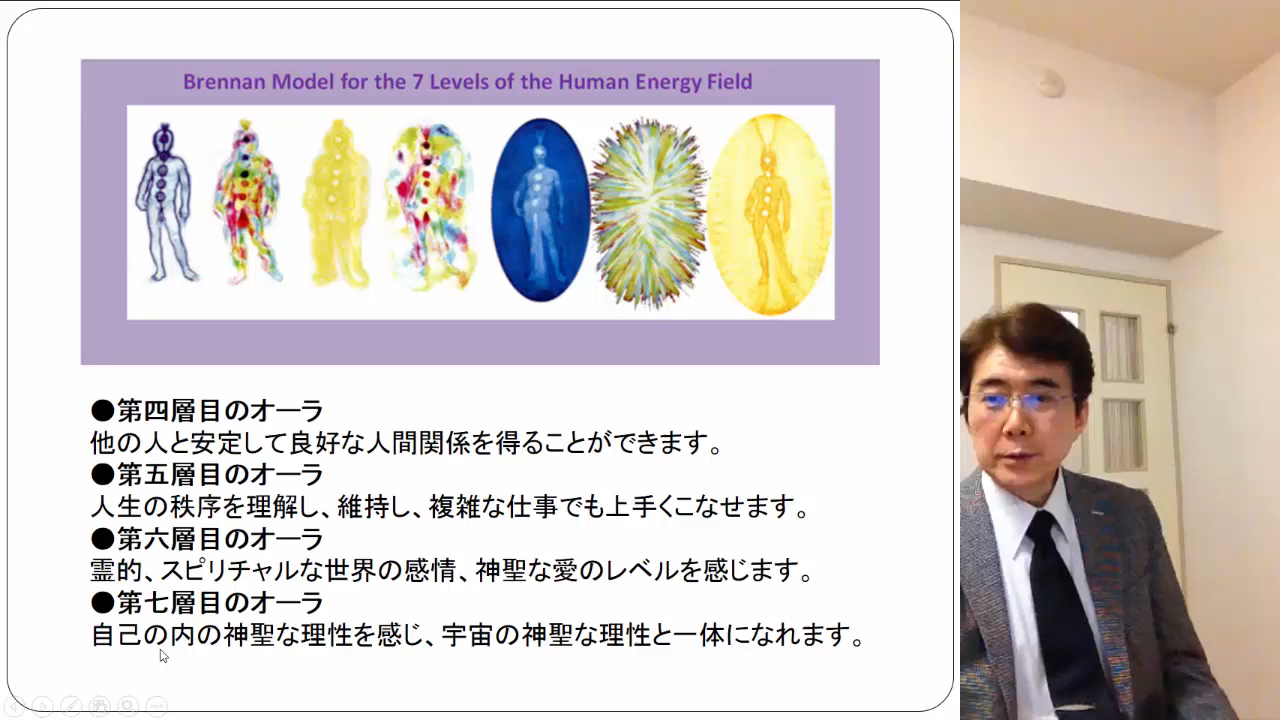 Brennan Model for the 7 Levels of the Human Energy Field
●第四層目のオーラ
他の人と安定して良好な人間関係を得ることができます。
●第五層目のオーラ
人生の秩序を理解し、維持し、複雑な仕事でも上手くこなせます。
●第六層目のオーラ
霊的、スピリチャルな世界の感情、神聖な愛のレベルを感じます。
●第七層目のオーラ
自己の内の神聖な理性を感じ、宇宙の神聖な理性と一体になれます。